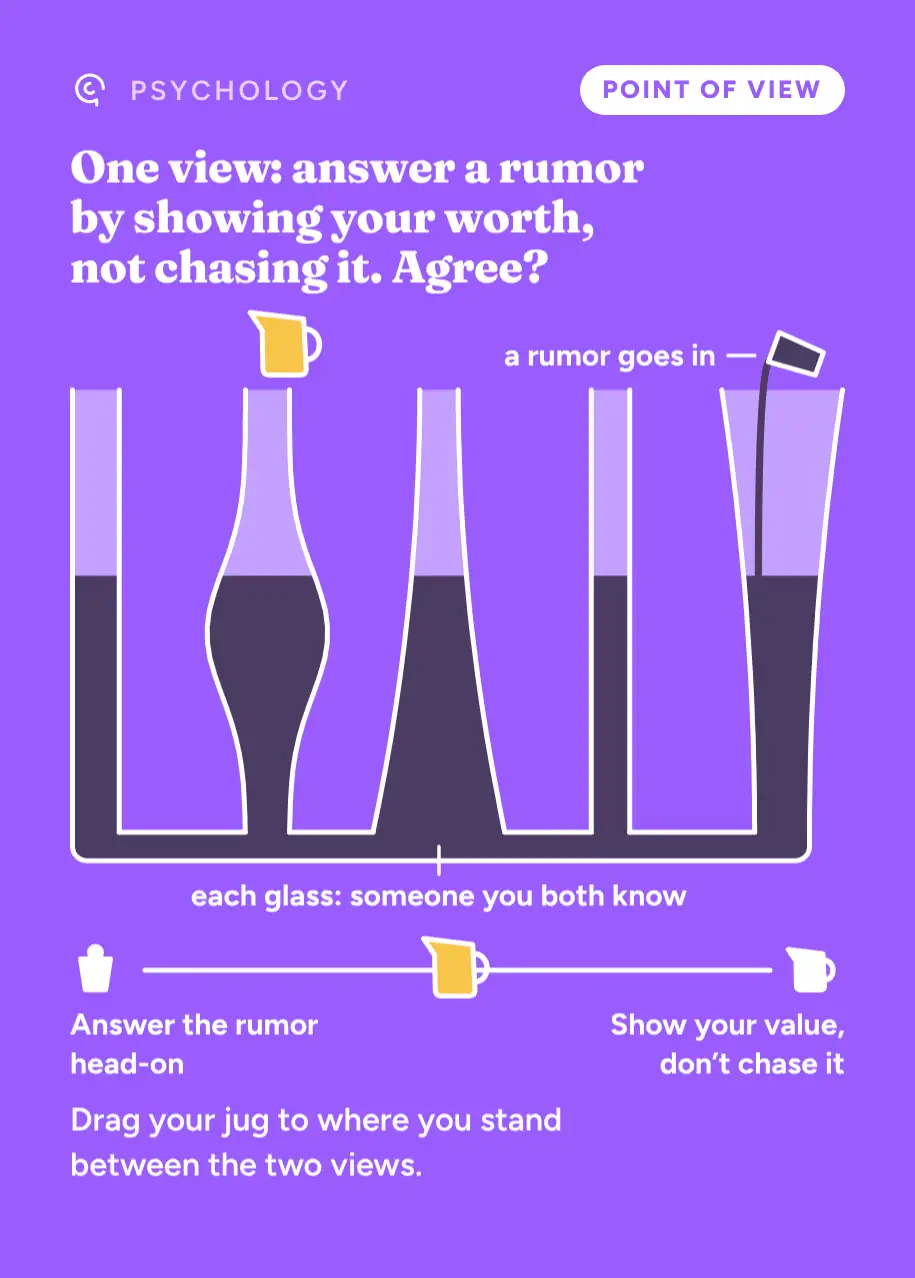 PSYCHOLOGY
POINT OF VIEW
One view: answer a rumor
by showing your worth,
not chasing it. Agree?
a rumor goes in
each glass: someone you both know
Answer the rumor
head-on
Show your value,
don’t chase it
Drag your jug to where you stand
between the two views.